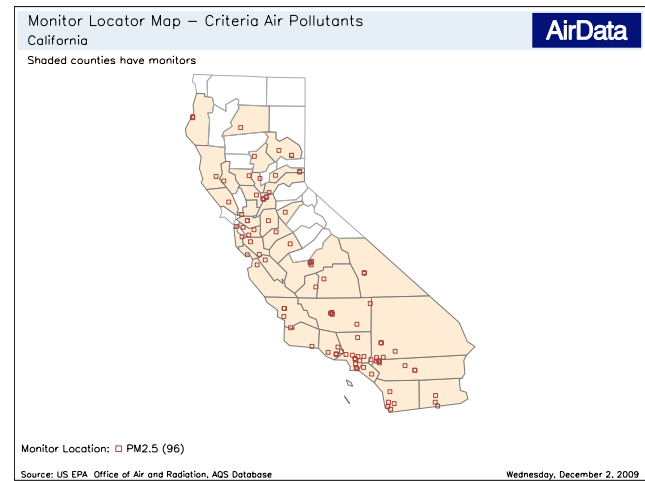 Monitor Locator Map – Criteria Air Pollutants
California
AirData
Shaded counties have monitors
Monitor Location: PM2.5 (96)
Source: US EPA Office of Air and Radiation, AQS Database
Wednesday, December 2, 2009